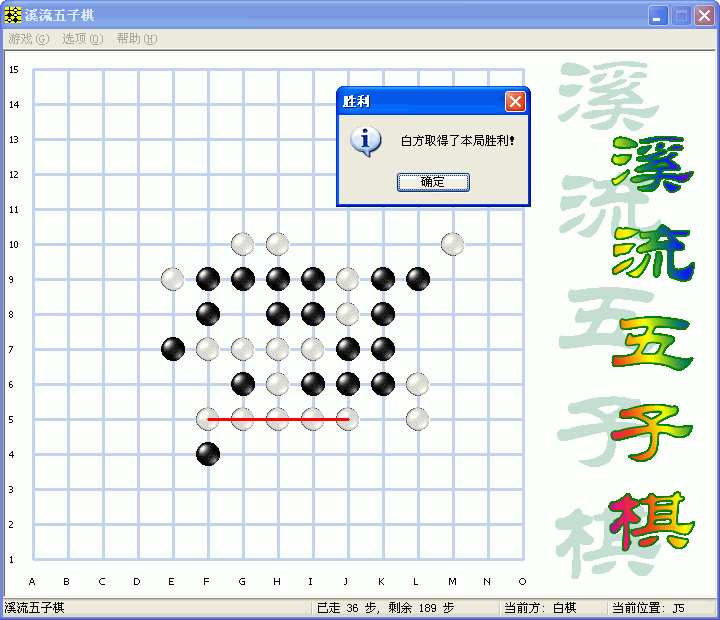 溪流五子棋
游戏(G) 选项(O) 帮助(H)
15
14
13
12
11
10
9
8
7
6
5
4
3
2
1
A B C D E F G H I J K L M N O
胜利
白方取得了本局胜利!
确定
溪
流
五
子
棋
溪
流
五
子
棋
溪流五子棋 已走 36 步, 剩余 189 步 当前方: 白棋 当前位置: J5